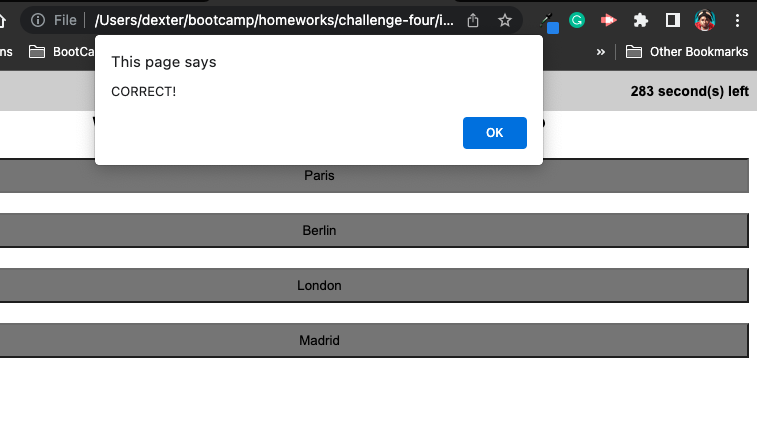 File /Users/dexter/bootcamp/homeworks/challenge-four/i...
ns BootCa » Other Bookmarks
This page says
CORRECT!
OK
283 second(s) left
Paris
Berlin
London
Madrid